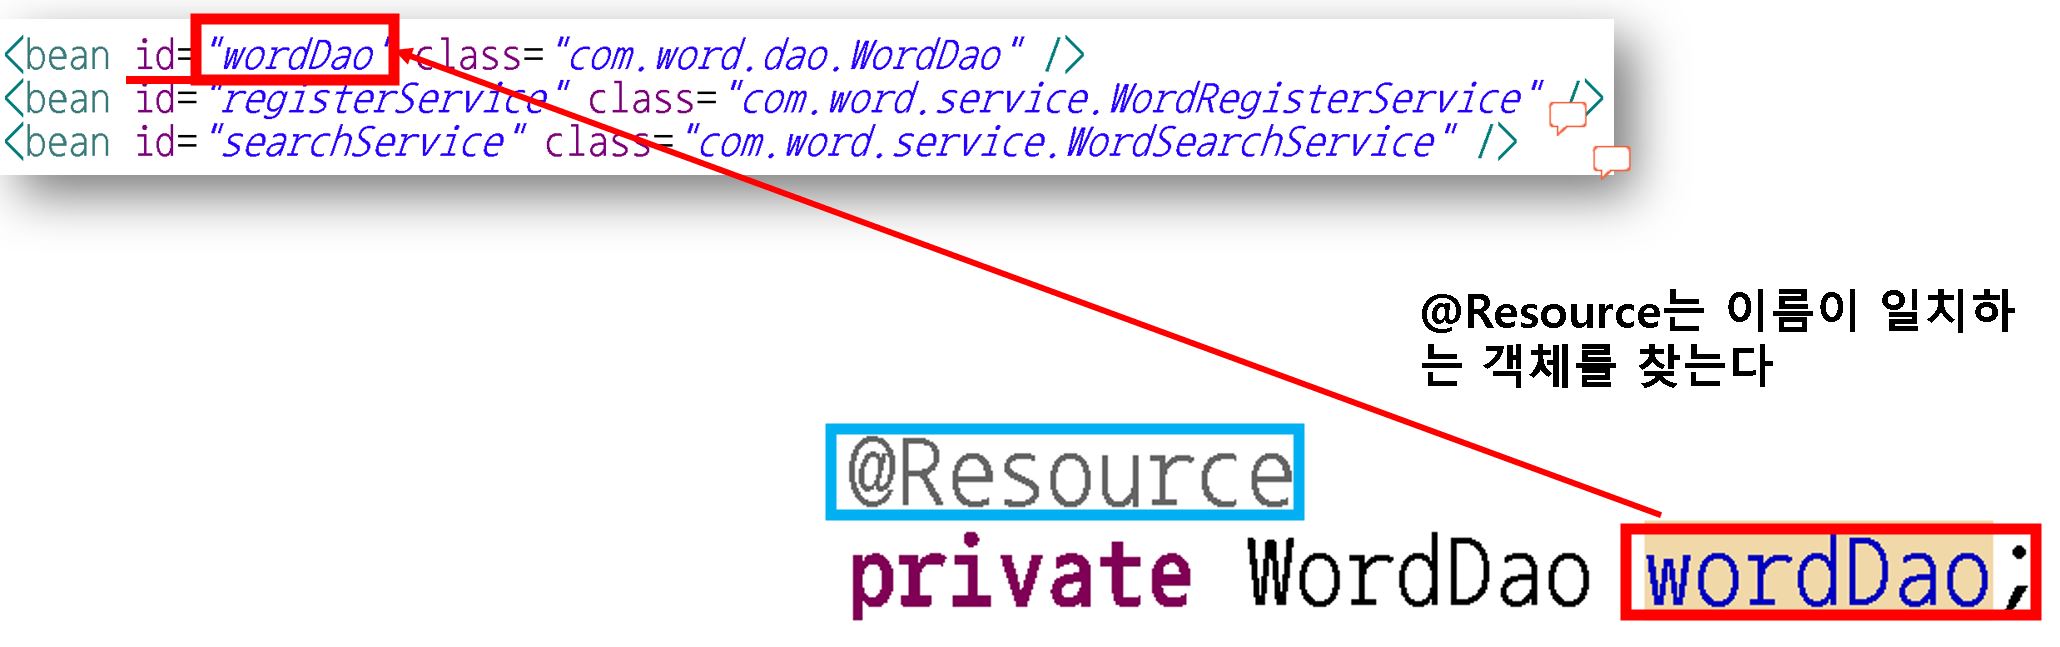 <bean id="wordDao" class="com.word.dao.WordDao" />
<bean id="registerService" class="com.word.service.WordRegisterService" />
<bean id="searchService" class="com.word.service.WordSearchService" />
@Resource는 이름이 일치하
는 객체를 찾는다
@Resource
private WordDao wordDao;